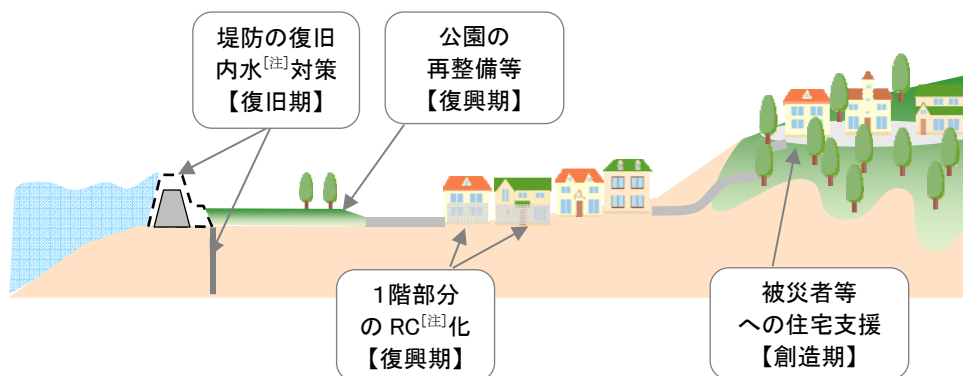 堤防の復旧
内水[注]対策
【復旧期】
公園の
再整備等
【復興期】
1階部分
の RC[注]化
【復興期】
被災者等
への住宅支援
【創造期】